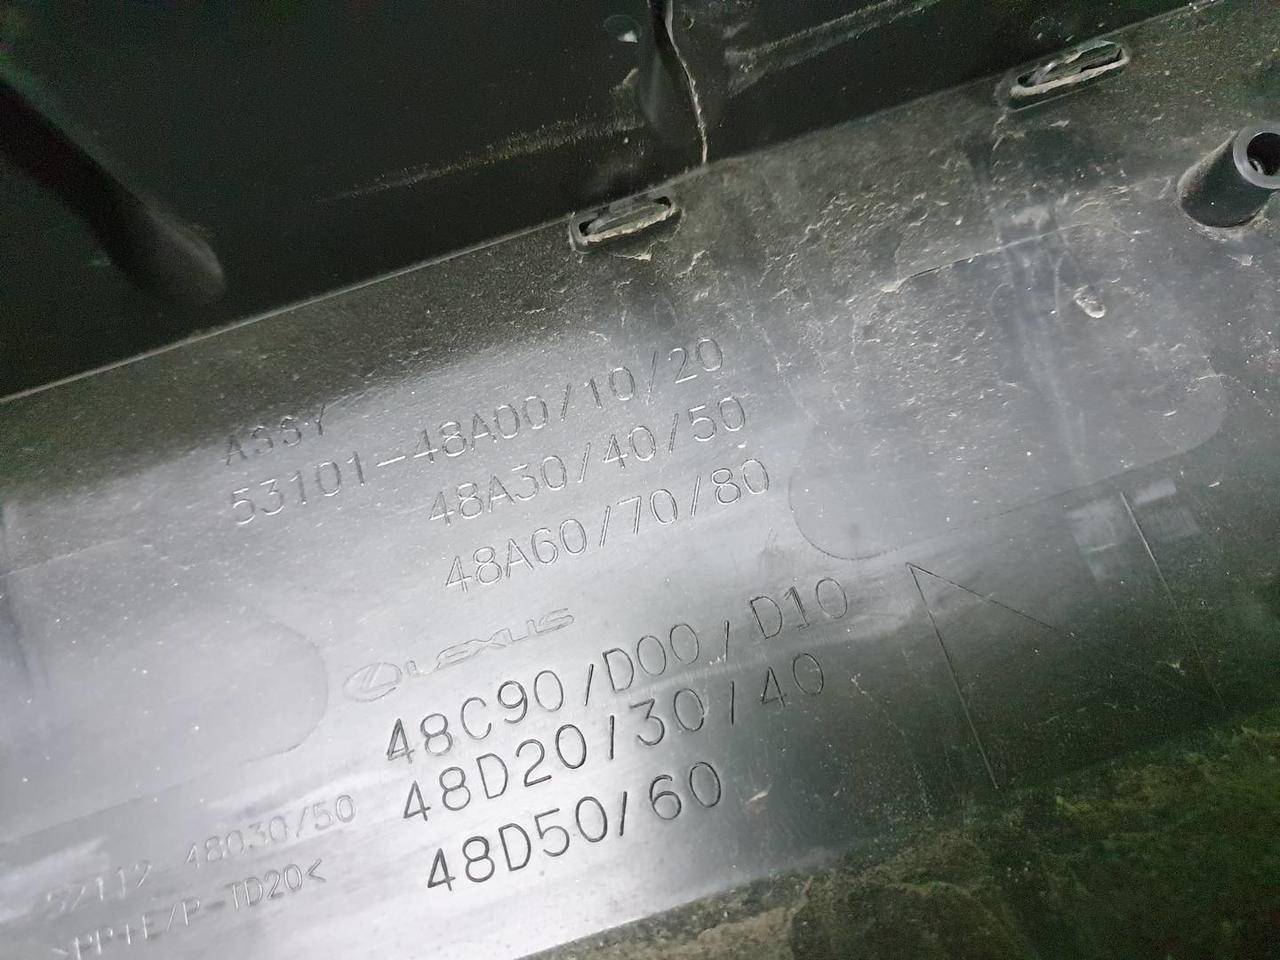 ASSY
53101-48A00/10/20
48A30/40/50
48A60/70/80
LEXUS
48C90/D00/D10
48D20/30/40
48D50/60
52112-48030/50
>PP+E/P-TD20<